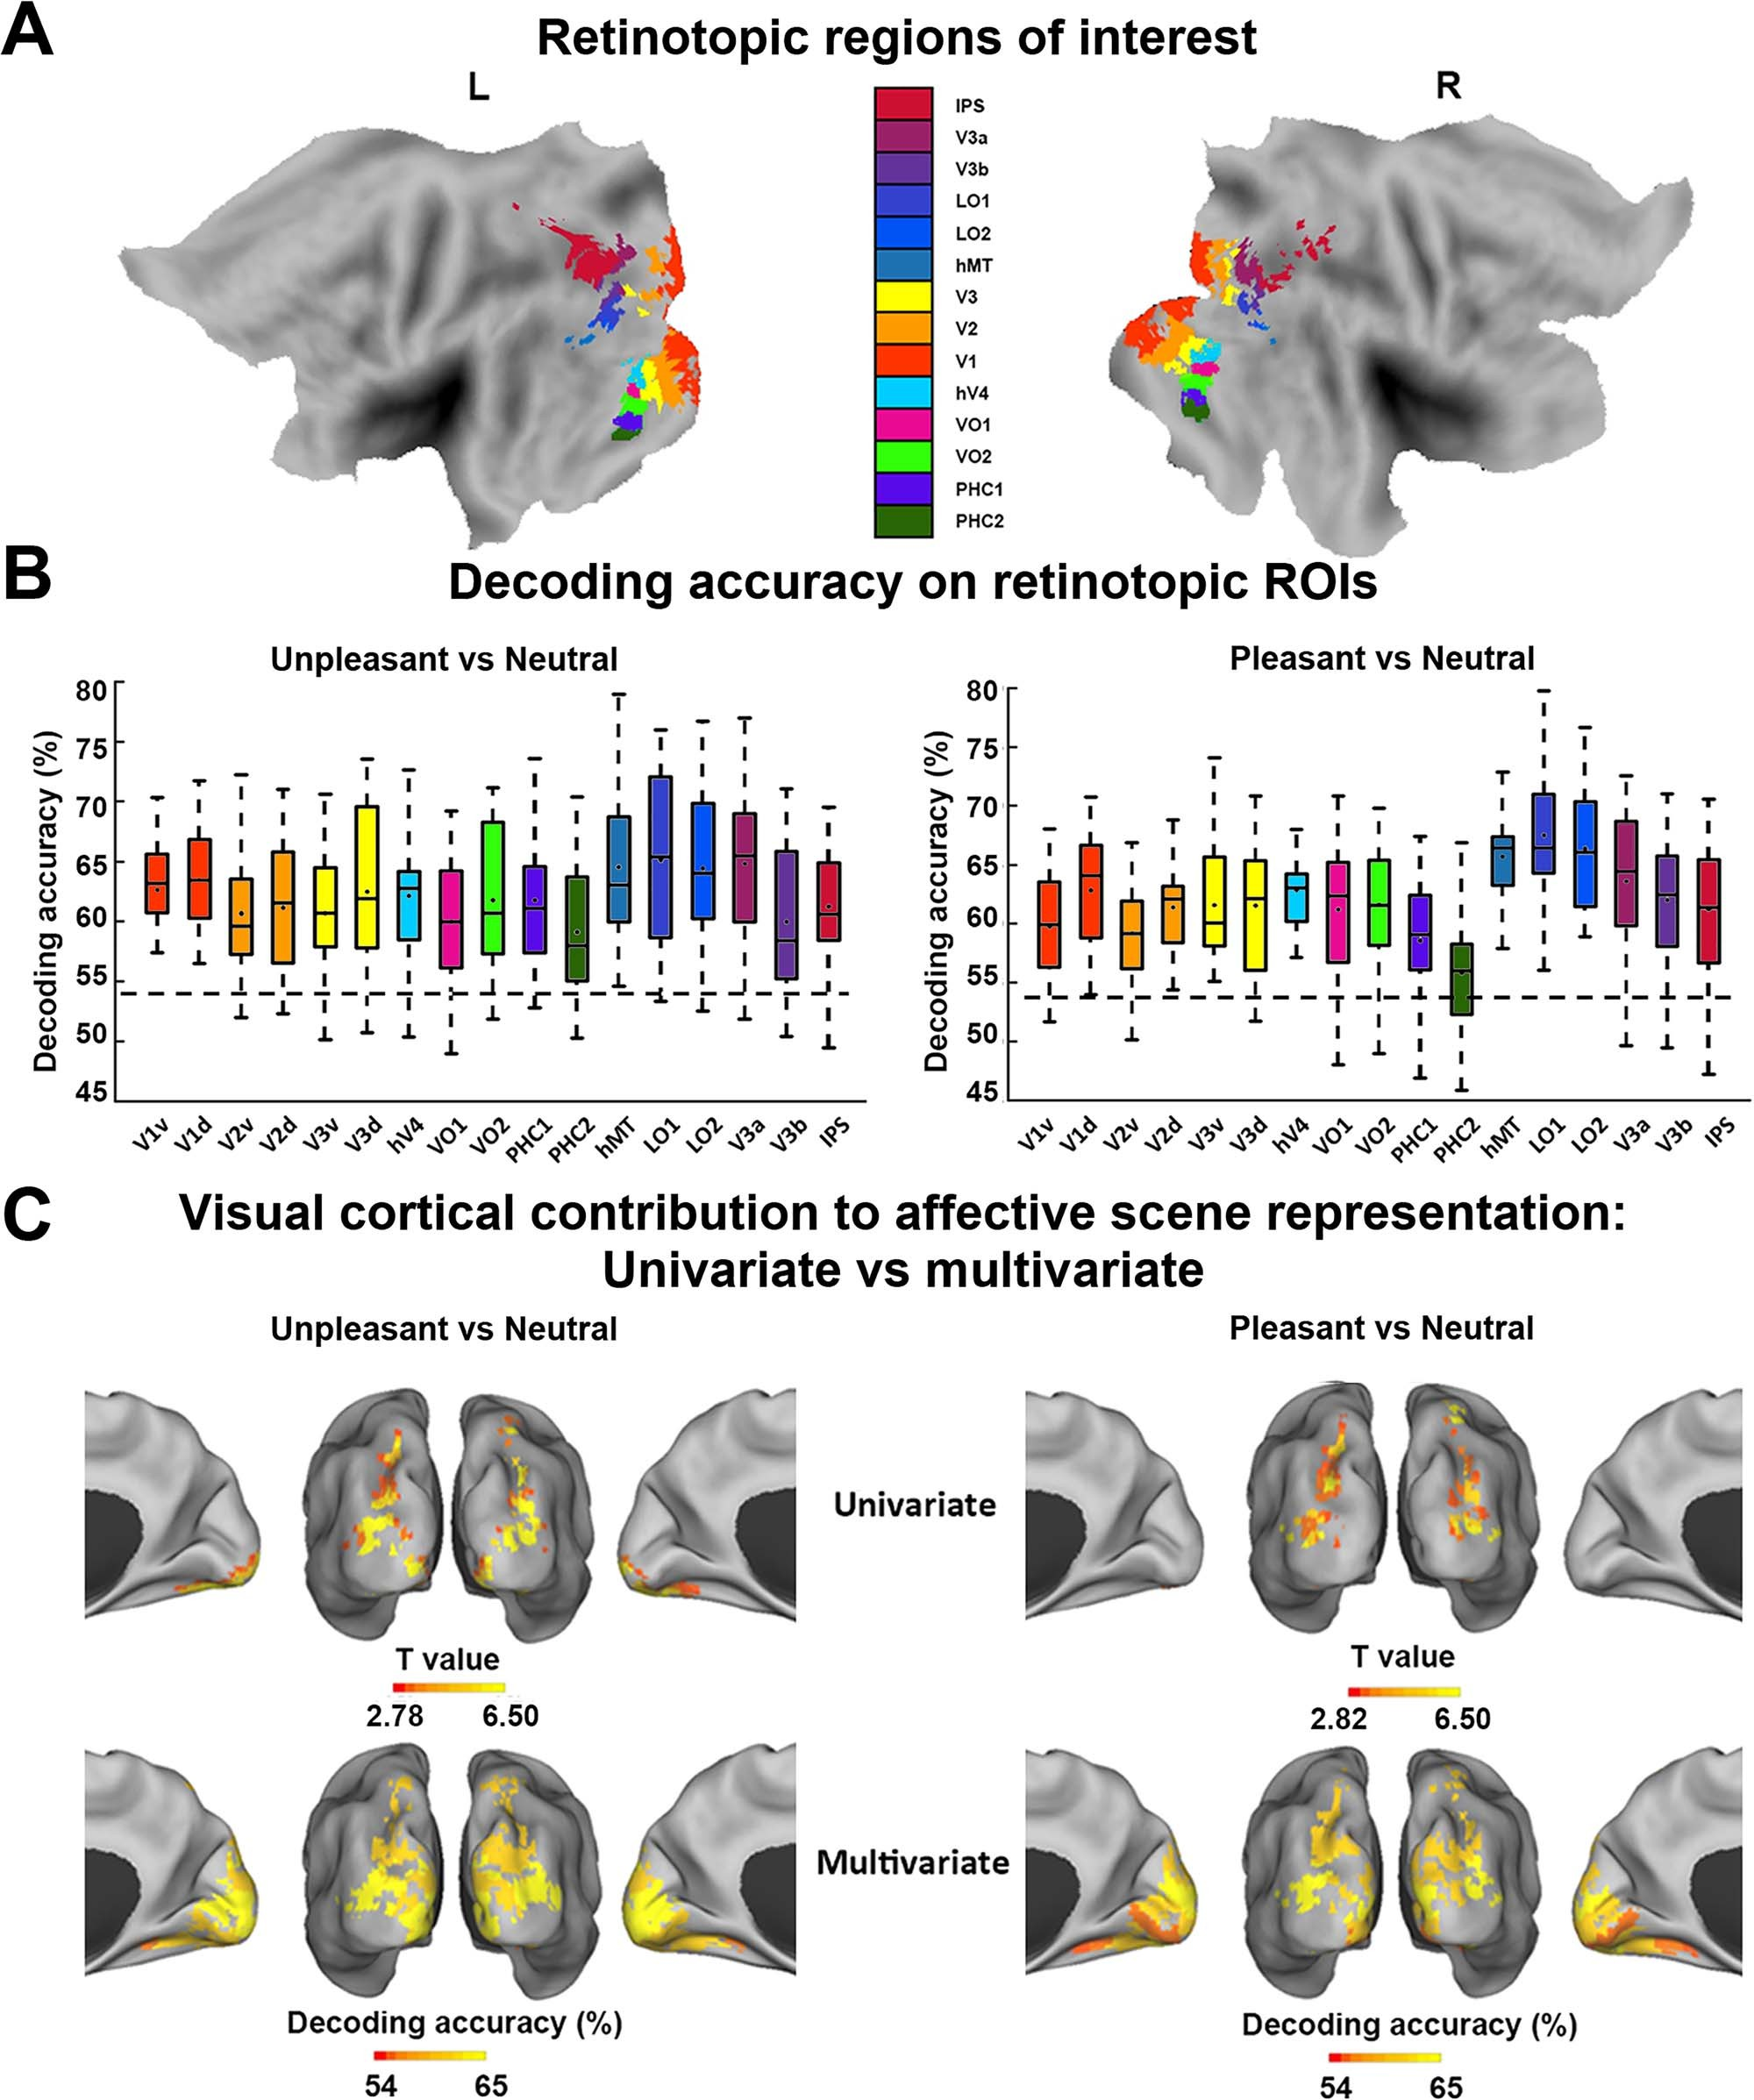 A
Retinotopic regions of interest
L
R
IPS
V3a
V3b
LO1
LO2
hMT
V3
V2
V1
hV4
VO1
VO2
PHC1
PHC2
B
Decoding accuracy on retinotopic ROIs
Unpleasant vs Neutral
Decoding accuracy (%)
80
75
70
65
60
55
50
45
V1v V1d V2v V2d V3v V3d hV4 VO1 VO2 PHC1 PHC2 hMT LO1 LO2 V3a V3b IPS
Pleasant vs Neutral
Decoding accuracy (%)
80
75
70
65
60
55
50
45
V1v V1d V2v V2d V3v V3d hV4 VO1 VO2 PHC1 PHC2 hMT LO1 LO2 V3a V3b IPS
C
Visual cortical contribution to affective scene representation:
Univariate vs multivariate
Unpleasant vs Neutral
Pleasant vs Neutral
Univariate
T value
2.78 6.50
T value
2.82 6.50
Multivariate
Decoding accuracy (%)
54 65
Decoding accuracy (%)
54 65